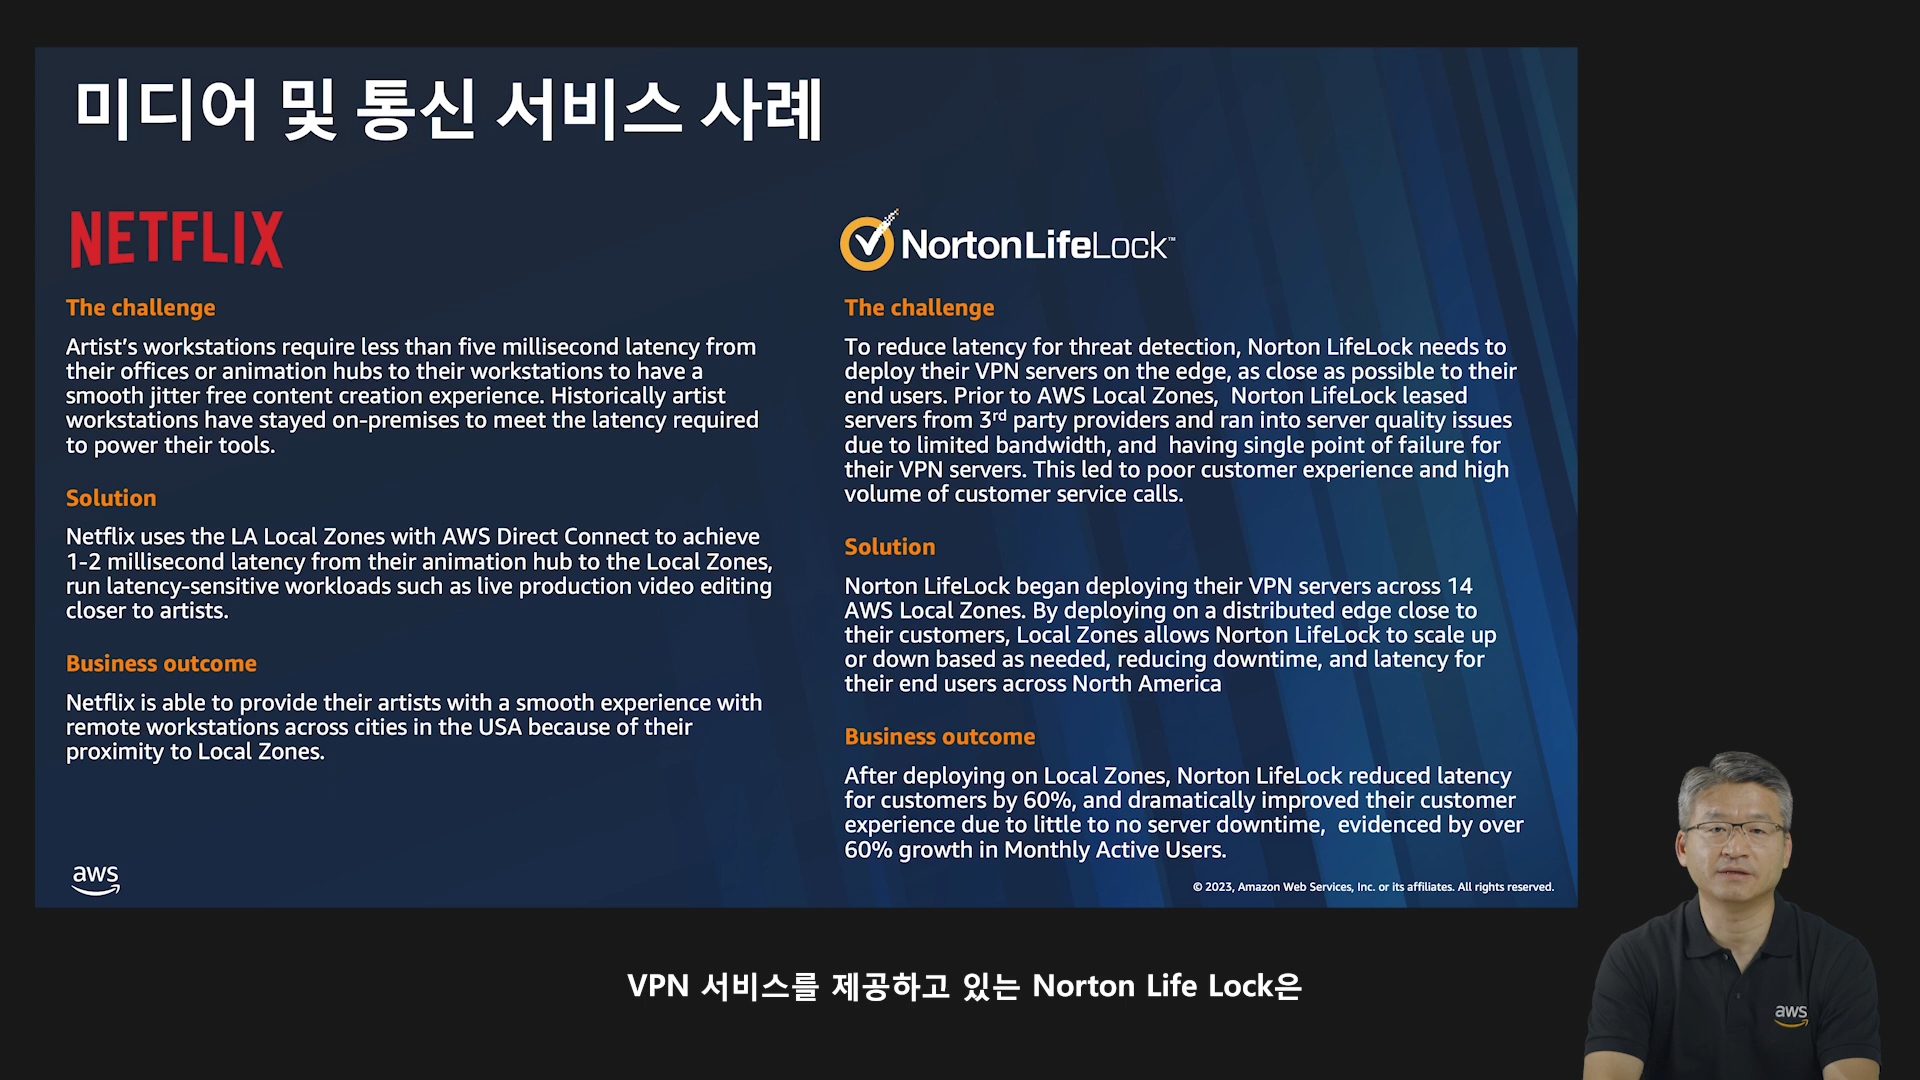 미디어 및 통신 서비스 사례
NETFLIX
The challenge
Artist's workstations require less than five millisecond latency from
their offices or animation hubs to their workstations to have a
smooth jitter free content creation experience. Historically artist
workstations have stayed on-premises to meet the latency required
to power their tools.
Solution
Netflix uses the LA Local Zones with AWS Direct Connect to achieve
1-2 millisecond latency from their animation hub to the Local Zones,
run latency-sensitive workloads such as live production video editing
closer to artists.
Business outcome
Netflix is able to provide their artists with a smooth experience with
remote workstations across cities in the USA because of their
proximity to Local Zones.
NortonLifeLock™
The challenge
To reduce latency for threat detection, Norton LifeLock needs to
deploy their VPN servers on the edge, as close as possible to their
end users. Prior to AWS Local Zones, Norton LifeLock leased
servers from 3rd party providers and ran into server quality issues
due to limited bandwidth, and having single point of failure for
their VPN servers. This led to poor customer experience and high
volume of customer service calls.
Solution
Norton LifeLock began deploying their VPN servers across 14
AWS Local Zones. By deploying on a distributed edge close to
their customers, Local Zones allows Norton LifeLock to scale up
or down based as needed, reducing downtime, and latency for
their end users across North America
Business outcome
After deploying on Local Zones, Norton LifeLock reduced latency
for customers by 60%, and dramatically improved their customer
experience due to little to no server downtime, evidenced by over
60% growth in Monthly Active Users.
aws
© 2023, Amazon Web Services, Inc. or its affiliates. All rights reserved.
VPN 서비스를 제공하고 있는 Norton Life Lock은
aws